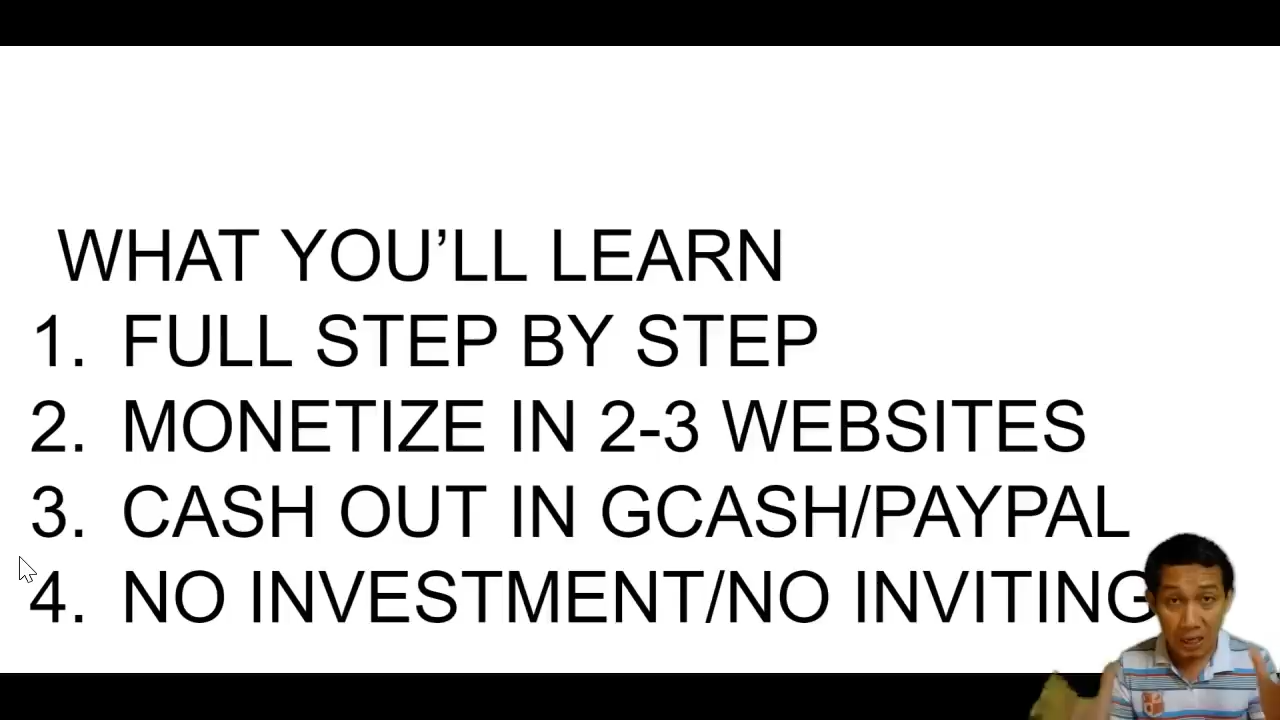 WHAT YOU’LL LEARN
1. FULL STEP BY STEP
2. MONETIZE IN 2-3 WEBSITES
3. CASH OUT IN GCASH/PAYPAL
4. NO INVESTMENT/NO INVITING